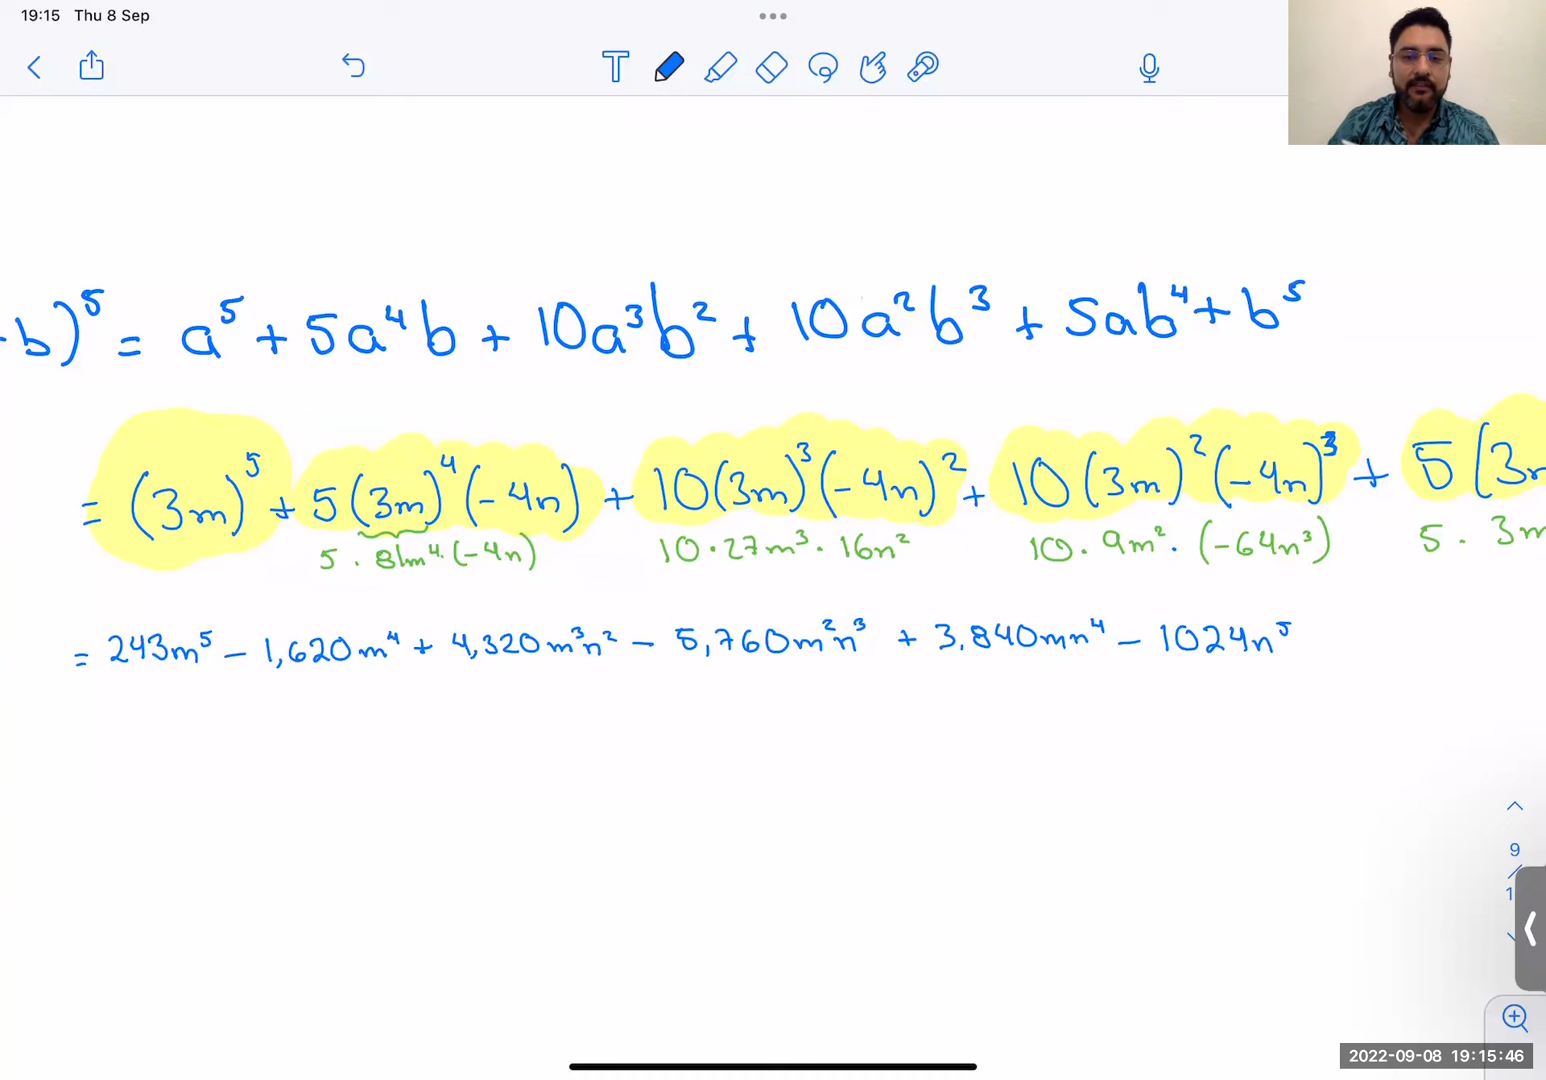 19:15 Thu 8 Sep
T
b)⁵ = a⁵ + 5a⁴b + 10a³b² + 10a²b³ + 5ab⁴ + b⁵
= (3m)⁵ + 5(3m)⁴(-4n) + 10(3m)³(-4n)² + 10(3m)²(-4n)³ + 5(3m
5 · 81m⁴ · (-4n) 10 · 27m³ · 16n² 10 · 9m² · (-64n³) 5 · 3m
= 243m⁵ - 1,620m⁴ + 4,320m³n² - 5,760m²n³ + 3,840mn⁴ - 1024n⁵
9
/
1
2022-09-08 19:15:46